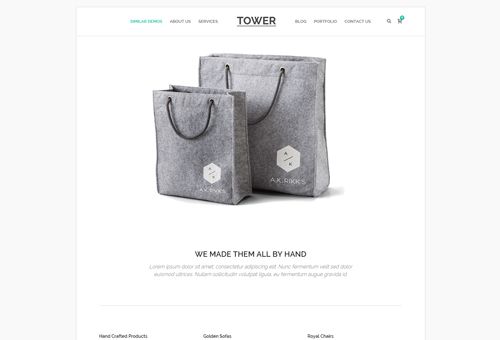 SIMILAR DEMOS ABOUT US SERVICES TOWER BLOG PORTFOLIO CONTACT US
A K
A.K. RIKKS
A K
A.K. RIKKS
WE MADE THEM ALL BY HAND
Lorem ipsum dolor sit amet, consectetur adipiscing elit. Nunc fermentum velit sed dolor
euismod ultrices. Nullam sollicitudin volutpat ligula, eu fermentum augue gravida id.
Hand Crafted Products Golden Sofas Royal Chairs